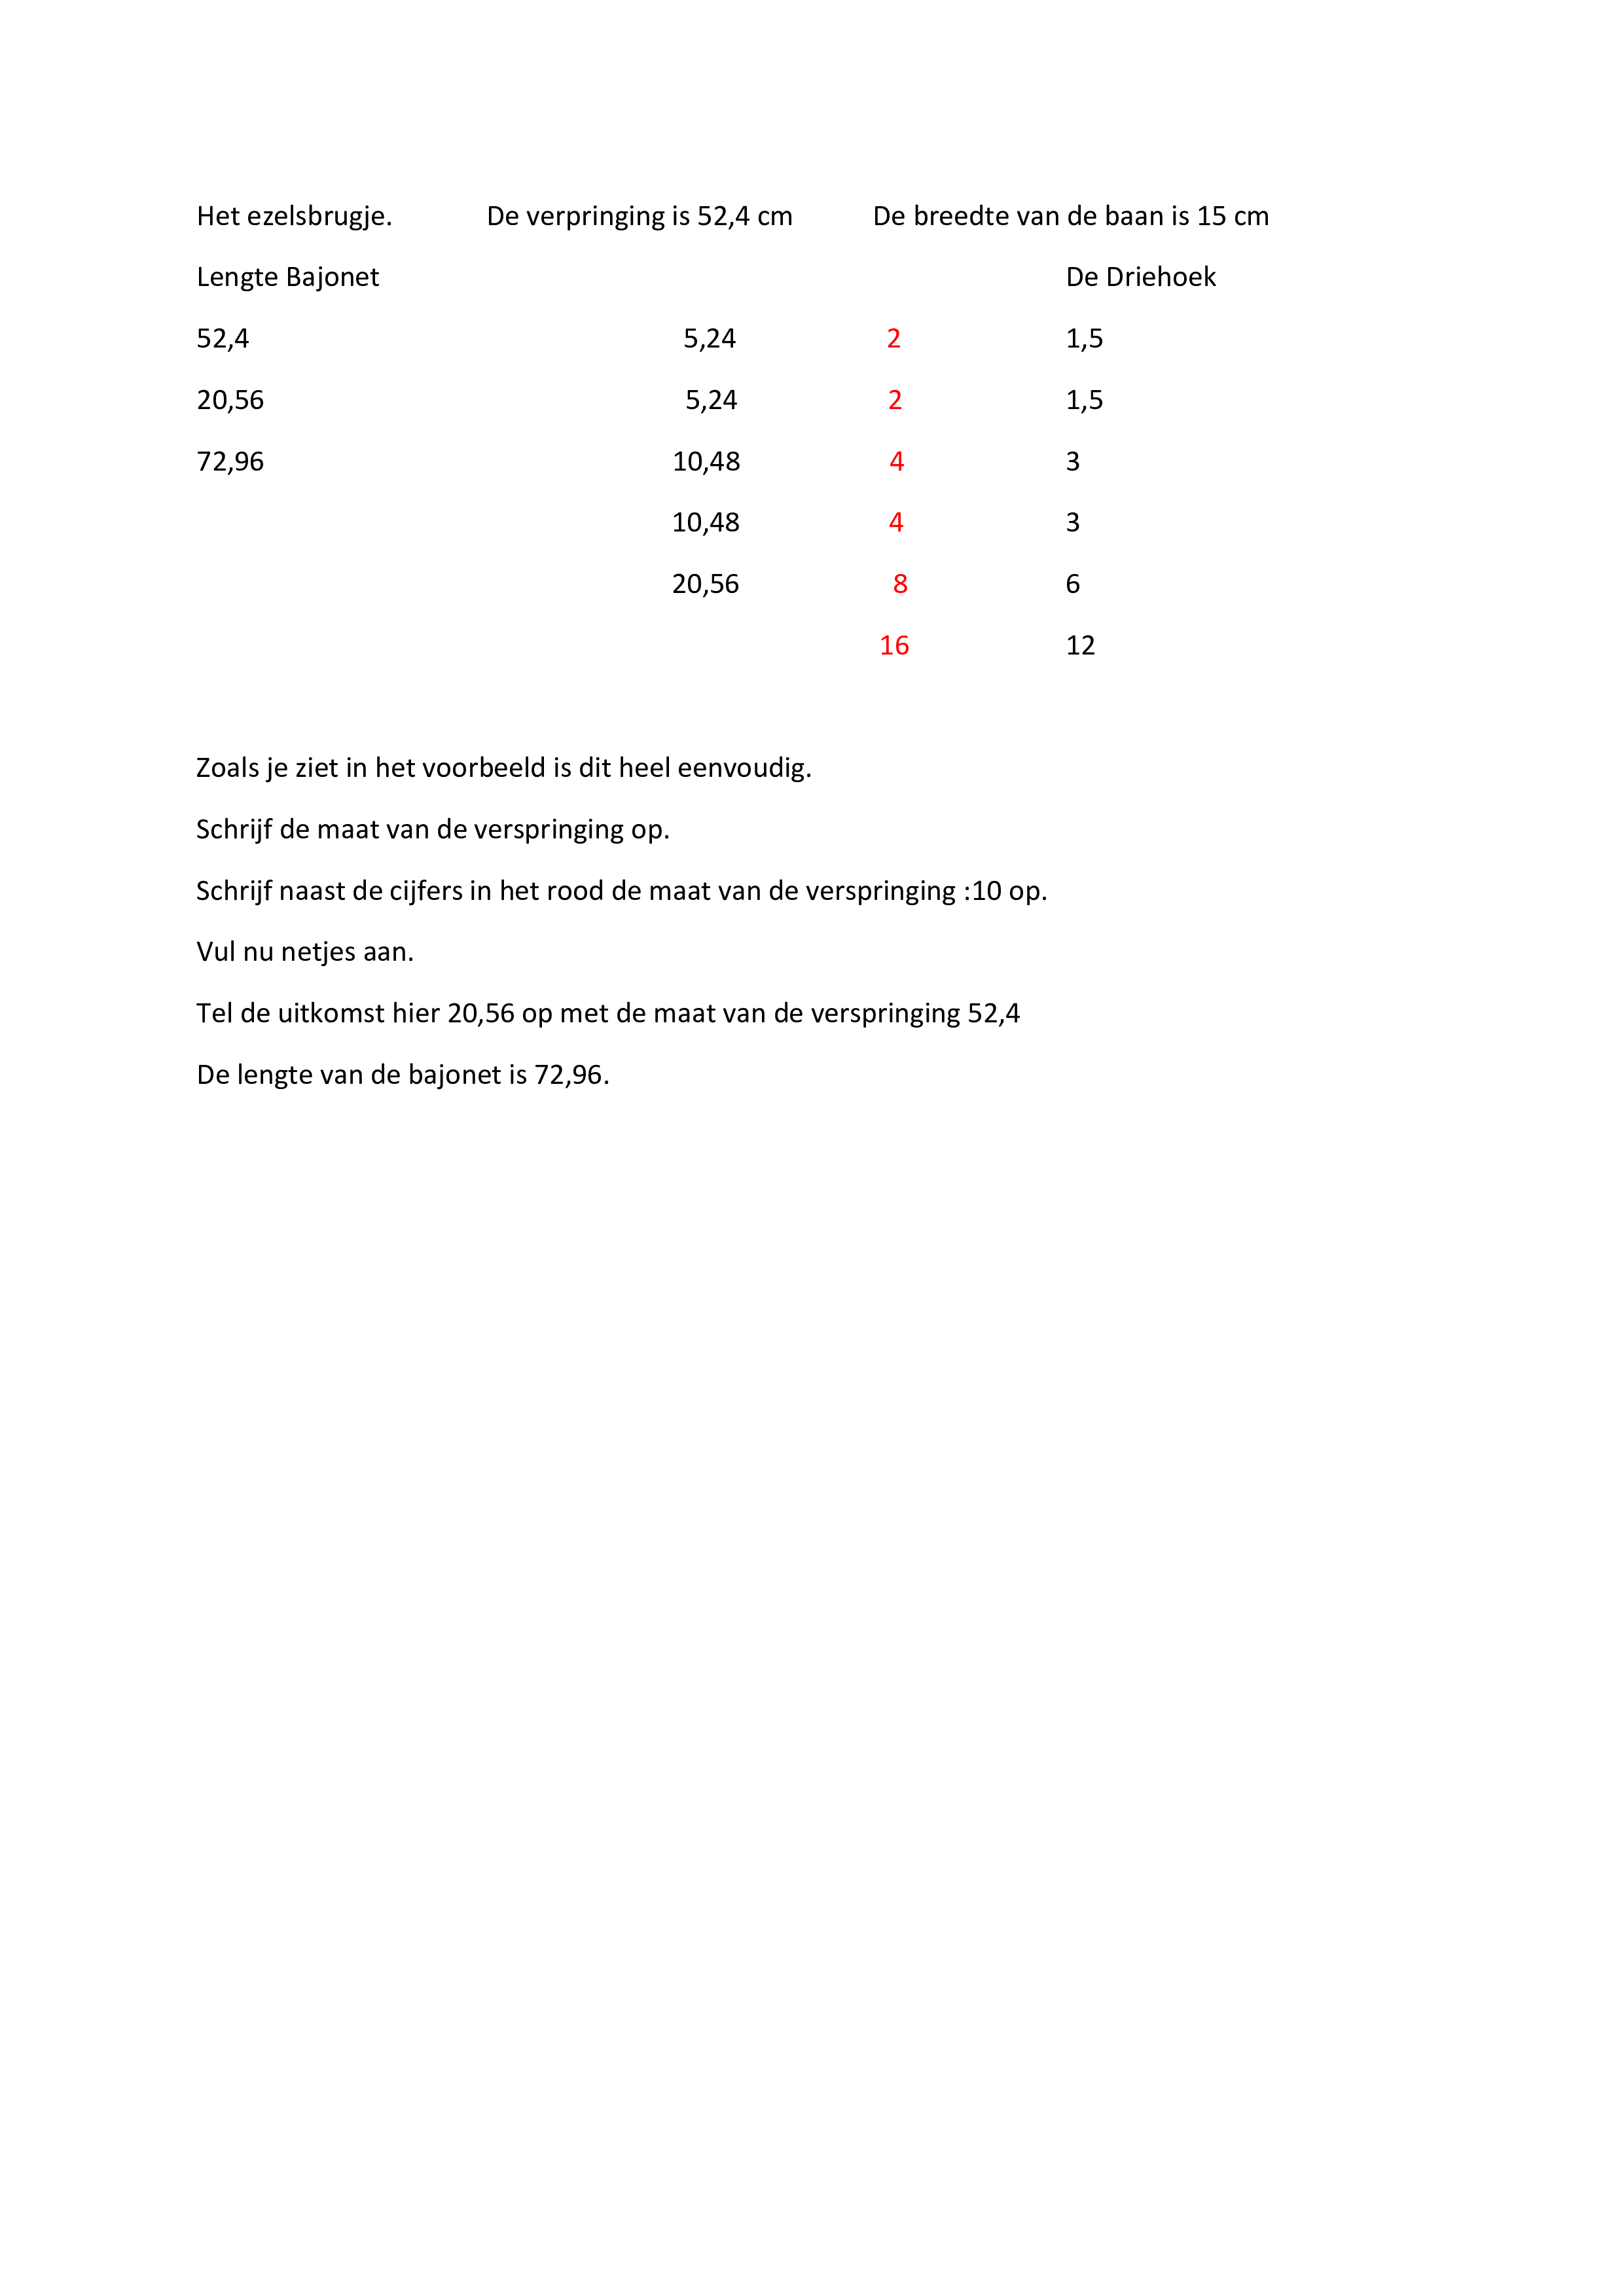 Het ezelsbrugje. De verpringing is 52,4 cm De breedte van de baan is 15 cm
Lengte Bajonet De Driehoek
52,4 5,24 2 1,5
20,56 5,24 2 1,5
72,96 10,48 4 3
10,48 4 3
20,56 8 6
16 12
Zoals je ziet in het voorbeeld is dit heel eenvoudig.
Schrijf de maat van de verspringing op.
Schrijf naast de cijfers in het rood de maat van de verspringing :10 op.
Vul nu netjes aan.
Tel de uitkomst hier 20,56 op met de maat van de verspringing 52,4
De lengte van de bajonet is 72,96.